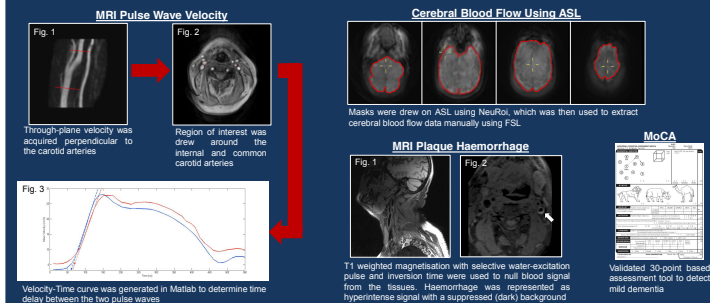 MRI Pulse Wave Velocity
Fig. 1
Fig. 2
Through-plane velocity was
acquired perpendicular to
the carotid arteries
Region of interest was
drew around the
internal and common
carotid arteries
Fig. 3
Velocity-Time curve was generated in Matlab to determine time
delay between the two pulse waves
Cerebral Blood Flow Using ASL
Masks were drew on ASL using NeuRoi, which was then used to extract
cerebral blood flow data manually using FSL
MRI Plaque Haemorrhage
Fig. 1
Fig. 2
T1 weighted magnetisation with selective water-excitation
pulse and inversion time were used to null blood signal
from the tissues. Haemorrhage was represented as
hyperintense signal with a suppressed (dark) background
MoCA
Validated 30-point based
assessment tool to detect
mild dementia